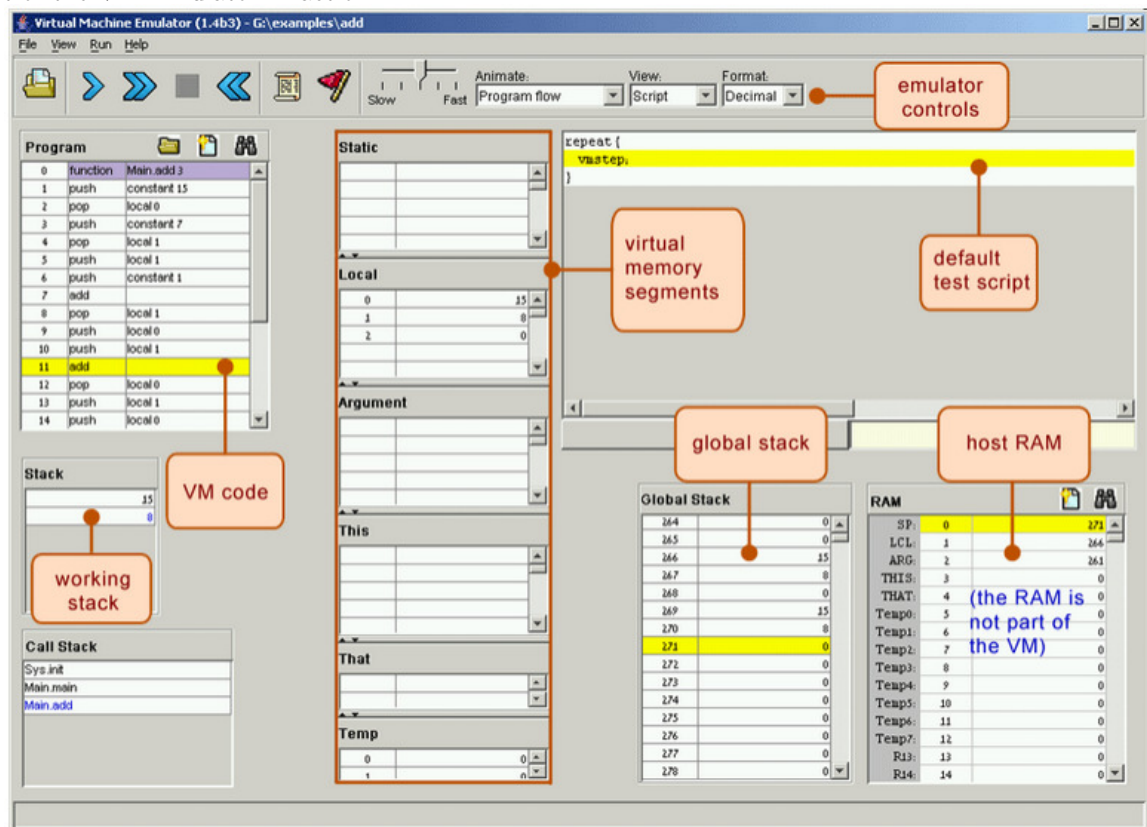 Virtual Machine Emulator (1.4b3) - G:\examples\add
File View Run Help
Slow Fast
Animate: View: Format:
Program flow Script Decimal
emulator controls
Program
0 function Main.add 3
1 push constant 15
2 pop local 0
3 push constant 7
4 pop local 1
5 push local 1
6 push constant 1
7 add
8 pop local 1
9 push local 0
10 push local 1
11 add
12 pop local 0
13 push local 1
14 push local 0
VM code
Stack
15
8
working stack
Call Stack
Sys.init
Main.main
Main.add
Static
Local
0 15
1 8
2 0
Argument
This
That
Temp
0 0
1 0
virtual memory segments
repeat {
vmstep;
}
default test script
global stack
host RAM
Global Stack
264 0
265 0
266 15
267 8
268 0
269 15
270 8
271 0
272 0
273 0
274 0
275 0
276 0
277 0
278 0
RAM
SP: 0 271
LCL: 1 266
ARG: 2 261
THIS: 3 0
THAT: 4 0
Temp0: 5 0
Temp1: 6 0
Temp2: 7 0
Temp3: 8 0
Temp4: 9 0
Temp5: 10 0
Temp6: 11 0
Temp7: 12 0
R13: 13 0
R14: 14 0
(the RAM is not part of the VM)